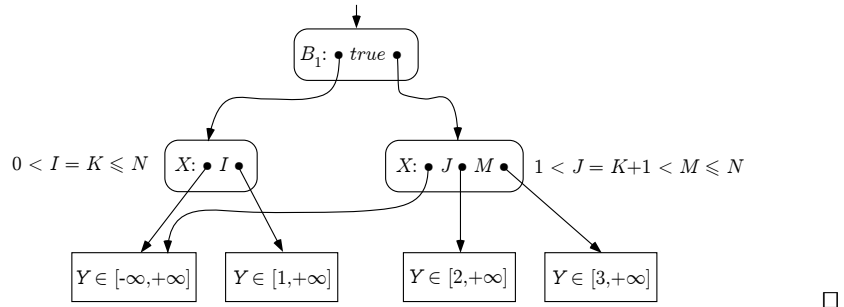 B1: • true •
0 < I = K ⩽ N
X: • I •
X: • J • M •
1 < J = K+1 < M ⩽ N
Y ∈ [-∞,+∞]
Y ∈ [1,+∞]
Y ∈ [2,+∞]
Y ∈ [3,+∞]